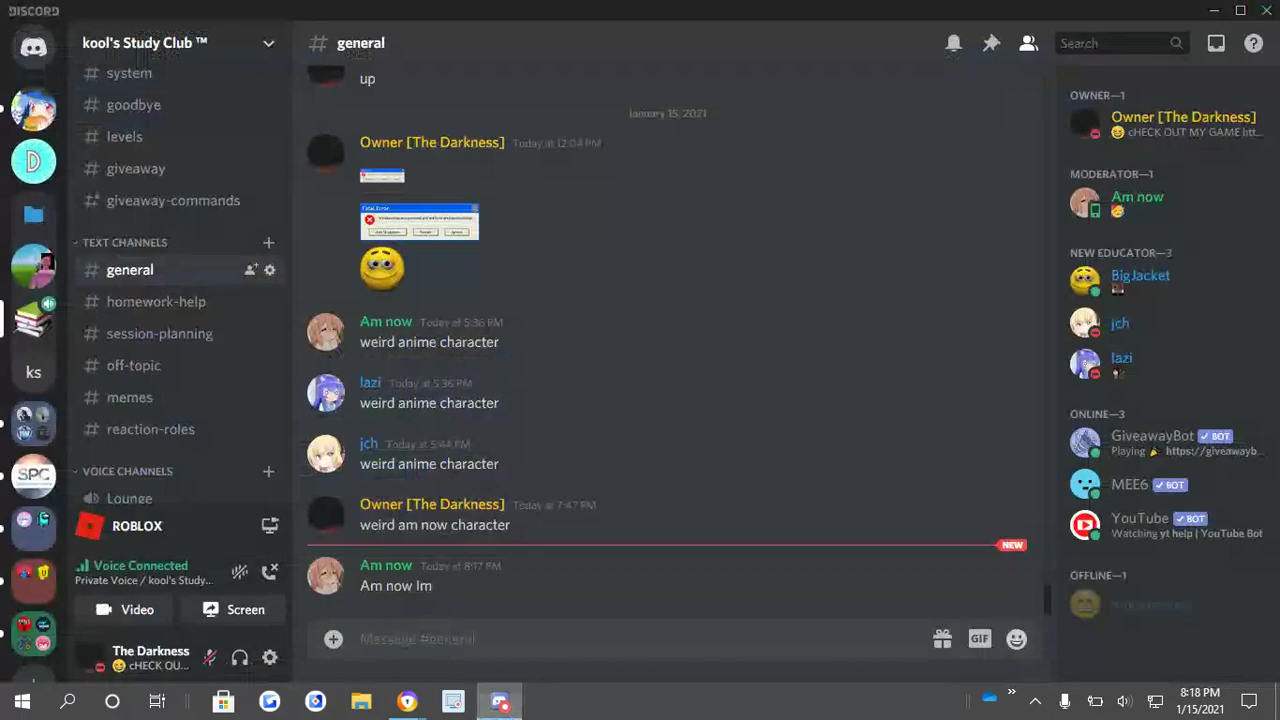 DISCORD
kool's Study Club ™
# system
# goodbye
# levels
# giveaway
# giveaway-commands
TEXT CHANNELS
# general
# homework-help
# session-planning
# off-topic
# memes
# reaction-roles
VOICE CHANNELS
Lounge
ROBLOX
Voice Connected
Private Voice / kool's Study...
Video
Screen
The Darkness
cHECK OU...
D
ks
SPC
# general
Search
up
January 15, 2021
Owner [The Darkness] Today at 12:04 PM
Fatal Error
Am now Today at 5:36 PM
weird anime character
lazi Today at 5:36 PM
weird anime character
jch Today at 5:44 PM
weird anime character
Owner [The Darkness] Today at 7:47 PM
weird am now character
NEW
Am now Today at 8:17 PM
Am now lm
Message #general
GIF
OWNER—1
Owner [The Darkness]
cHECK OUT MY GAME htt...
MODERATOR—1
Am now
NEW EDUCATOR—3
BigJacket
jch
lazi
ONLINE—3
GiveawayBot BOT
Playing https://giveawayb...
MEE6 BOT
YouTube BOT
Watching yt help | YouTube Bot
OFFLINE—1
8:18 PM
1/15/2021